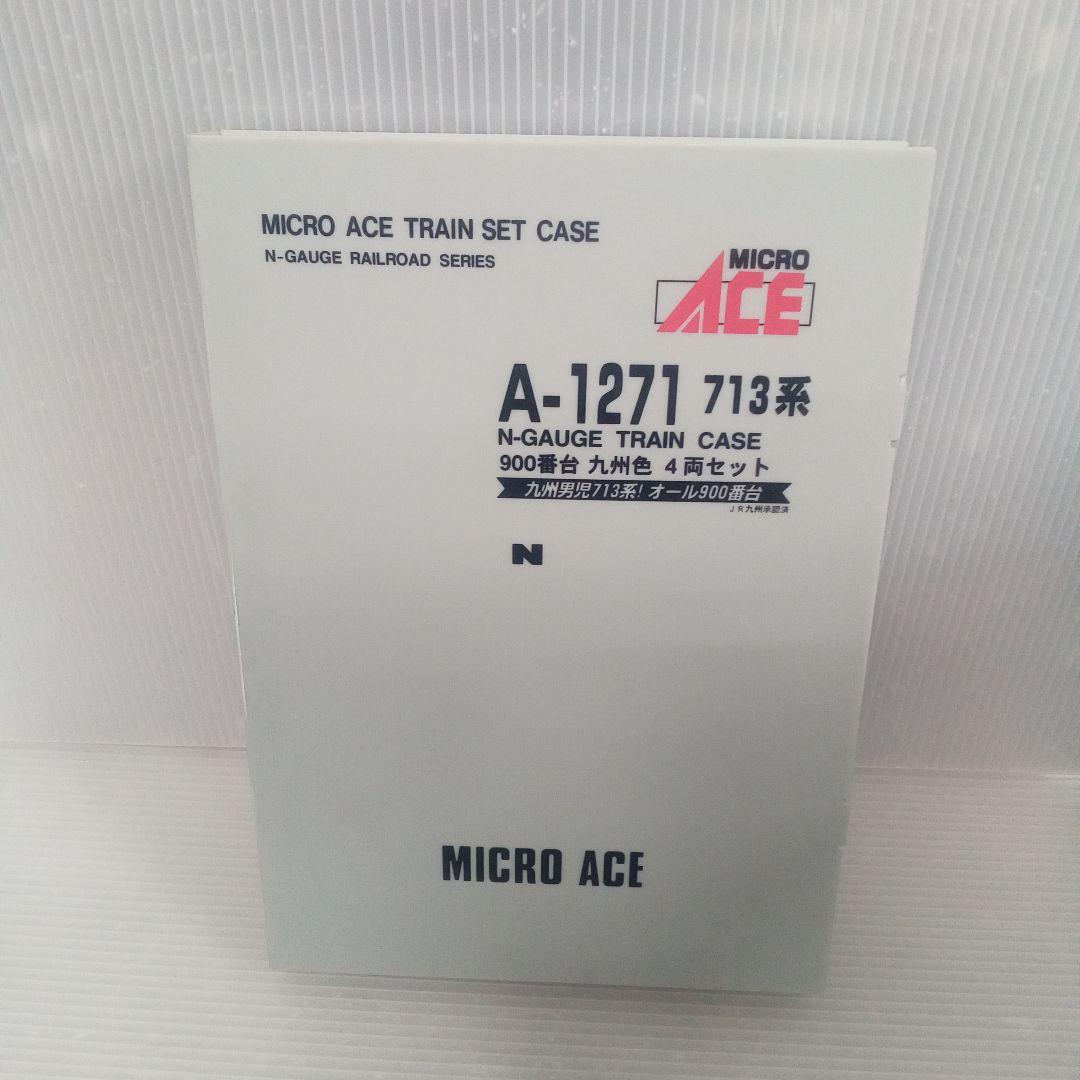 MICRO ACE TRAIN SET CASE
N-GAUGE RAILROAD SERIES
MICRO
ACE
A-1271 713系
N-GAUGE TRAIN CASE
900番台 九州色 4両セット
九州男児713系! オール900番台
JR九州承認済
N
MICRO ACE